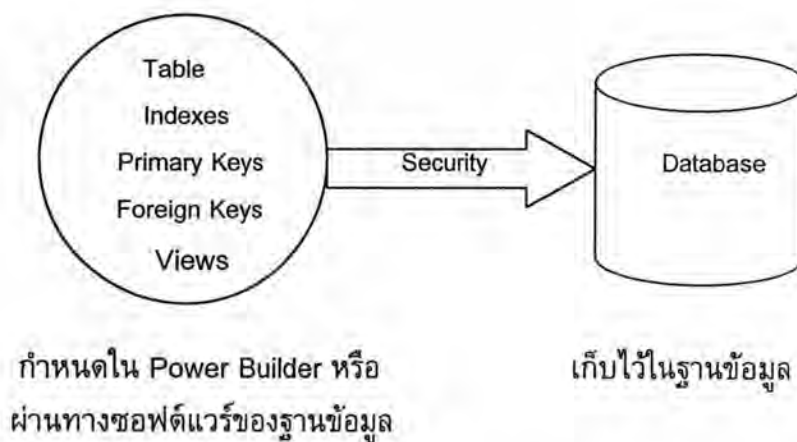 Table
Indexes
Primary Keys
Foreign Keys
Views
Security
Database
กำหนดใน Power Builder หรือ
ผ่านทางซอฟต์แวร์ของฐานข้อมูล
เก็บไว้ในฐานข้อมูล